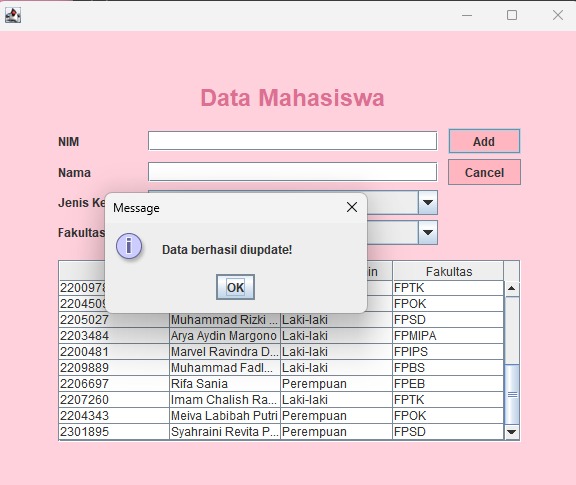 Data Mahasiswa
NIM
Add
Nama
Cancel
Jenis Ke
Fakultas
Message
Data berhasil diupdate!
OK
in Fakultas
2200978 FPTK
220450 FPOK
2205027 Muhammad Rizki ... Laki-laki FPSD
2203484 Arya Aydin Margono Laki-laki FPMIPA
2200481 Marvel Ravindra D... Laki-laki FPIPS
2209889 Muhammad Fadl... Laki-laki FPBS
2206697 Rifa Sania Perempuan FPEB
2207260 Imam Chalish Ra... Laki-laki FPTK
2204343 Meiva Labibah Putri Perempuan FPOK
2301895 Syahraini Revita P... Perempuan FPSD